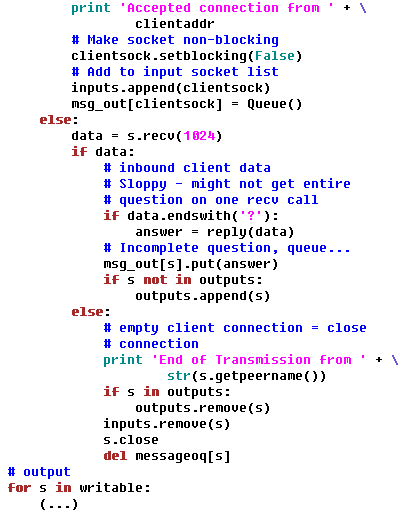 print 'Accepted connection from ' + \
                clientaddr
        # Make socket non-blocking
        clientsock.setblocking(False)
        # Add to input socket list
        inputs.append(clientsock)
        msg_out[clientsock] = Queue()
    else:
        data = s.recv(1024)
        if data:
            # inbound client data
            # Sloppy - might not get entire
            # question on one recv call
            if data.endswith('?'):
                answer = reply(data)
            # Incomplete question, queue...
            msg_out[s].put(answer)
            if s not in outputs:
                outputs.append(s)
        else:
            # empty client connection = close
            # connection
            print 'End of Transmission from ' + \
                    str(s.getpeername())
            if s in outputs:
                outputs.remove(s)
            inputs.remove(s)
            s.close
            del messageoq[s]
# output
for s in writable:
    (...)